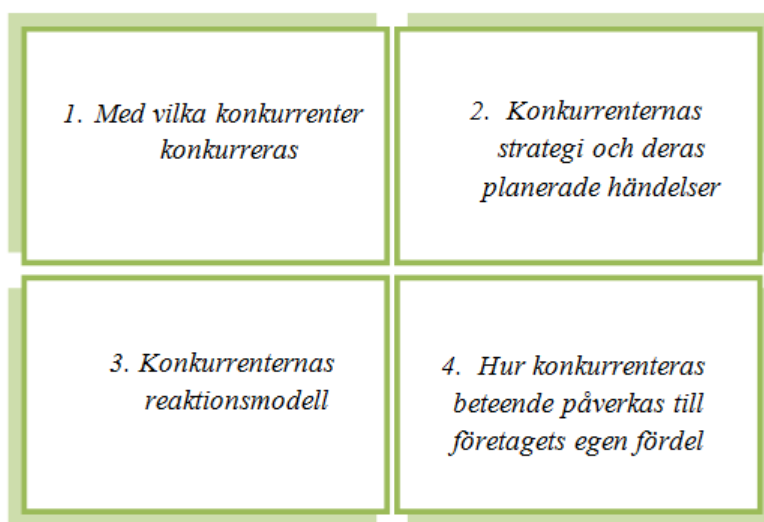 1. Med vilka konkurrenter
konkurreras
2. Konkurrenternas
strategi och deras
planerade händelser
3. Konkurrenternas
reaktionsmodell
4. Hur konkurrenteras
beteende påverkas till
företagets egen fördel